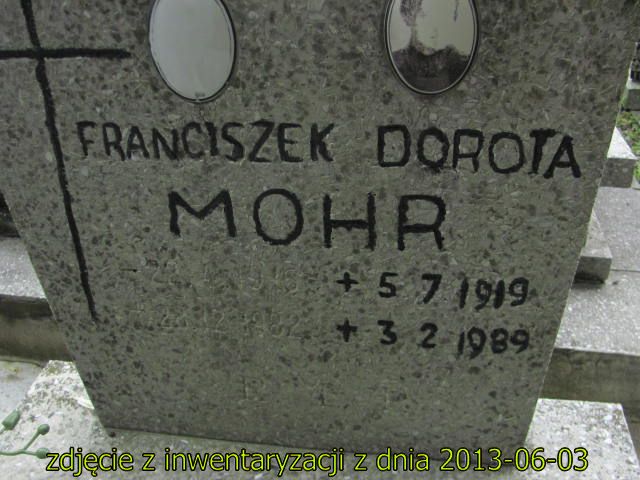 FRANCISZEK DOROTA
MOHR
+ 5 7 1919
+ 3 2 1989
zdjęcie z inwentaryzacji z dnia 2013-06-03